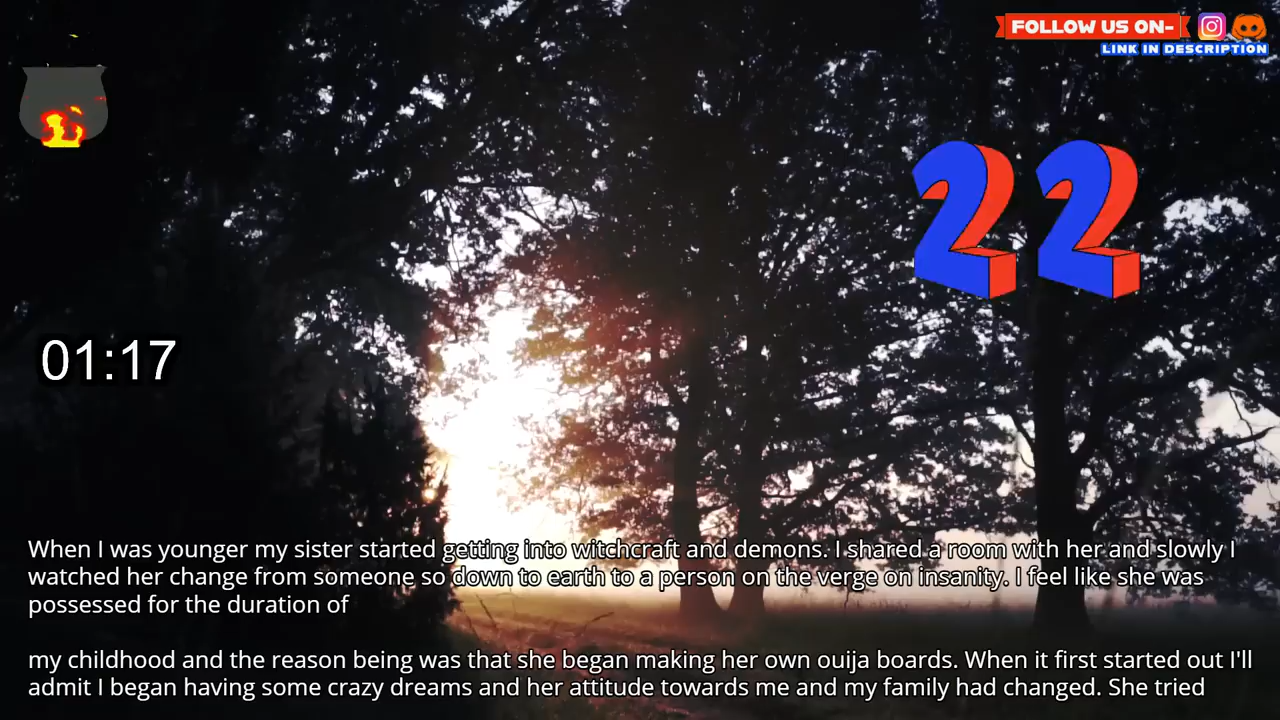 FOLLOW US ON-
LINK IN DESCRIPTION
22
01:17
When I was younger my sister started getting into witchcraft and demons. I shared a room with her and slowly I
watched her change from someone so down to earth to a person on the verge on insanity. I feel like she was
possessed for the duration of
my childhood and the reason being was that she began making her own ouija boards. When it first started out I'll
admit I began having some crazy dreams and her attitude towards me and my family had changed. She tried